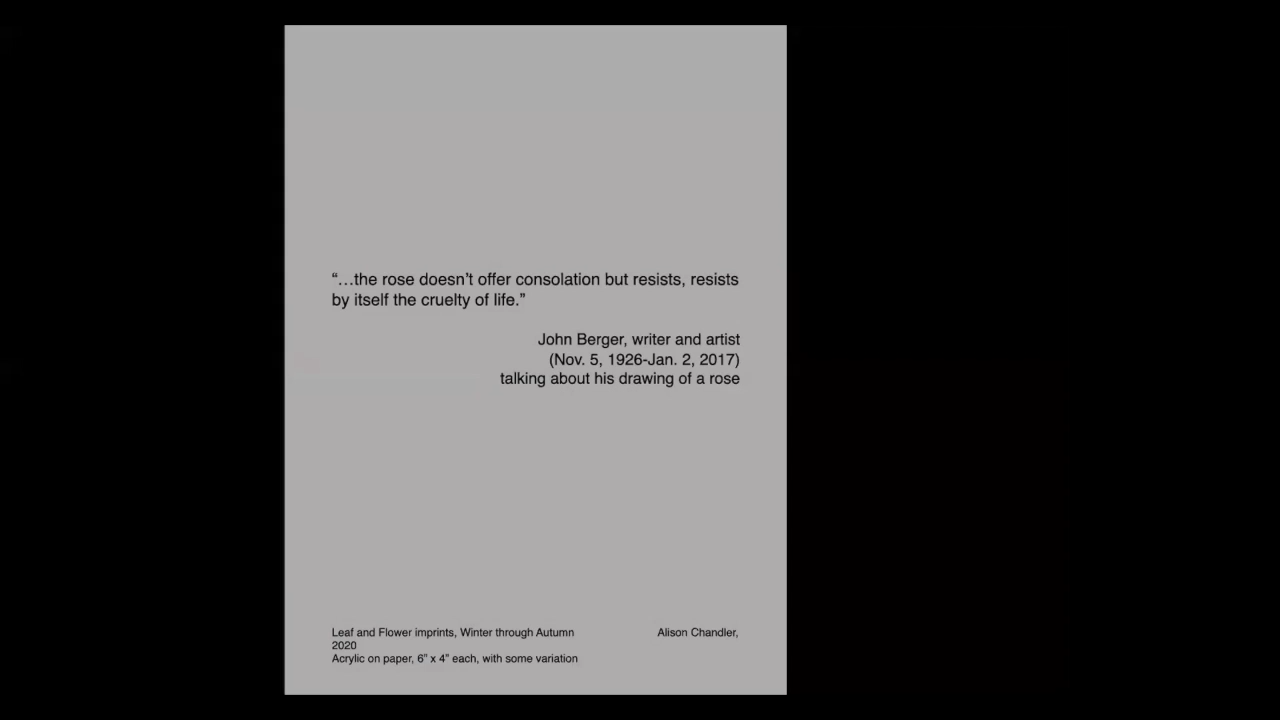 “…the rose doesn’t offer consolation but resists, resists
by itself the cruelty of life.”
John Berger, writer and artist
(Nov. 5, 1926-Jan. 2, 2017)
talking about his drawing of a rose
Leaf and Flower imprints, Winter through Autumn Alison Chandler,
2020
Acrylic on paper, 6” x 4” each, with some variation